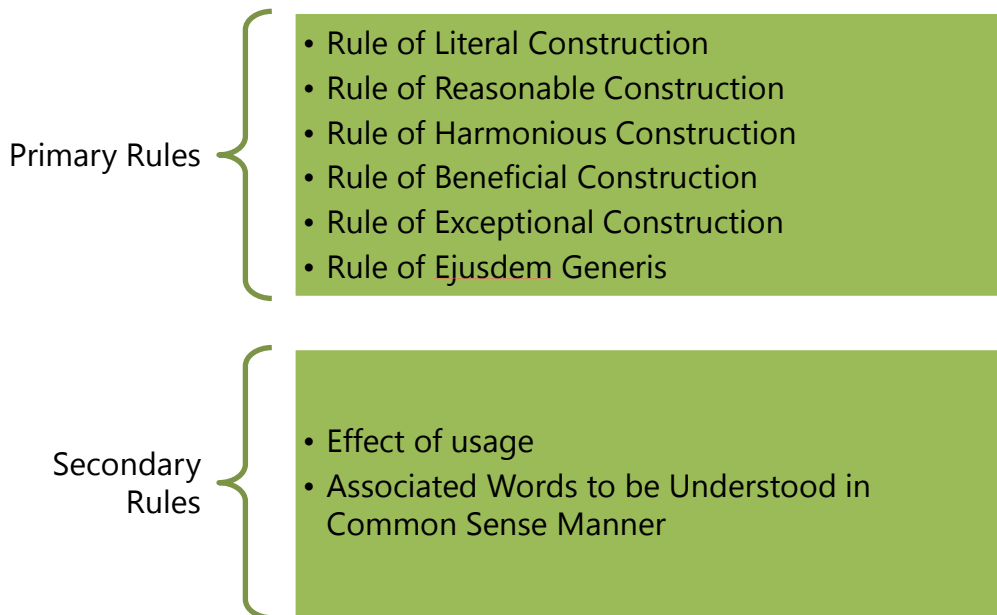 Primary Rules
• Rule of Literal Construction
• Rule of Reasonable Construction
• Rule of Harmonious Construction
• Rule of Beneficial Construction
• Rule of Exceptional Construction
• Rule of Ejusdem Generis
Secondary
Rules
• Effect of usage
• Associated Words to be Understood in
Common Sense Manner